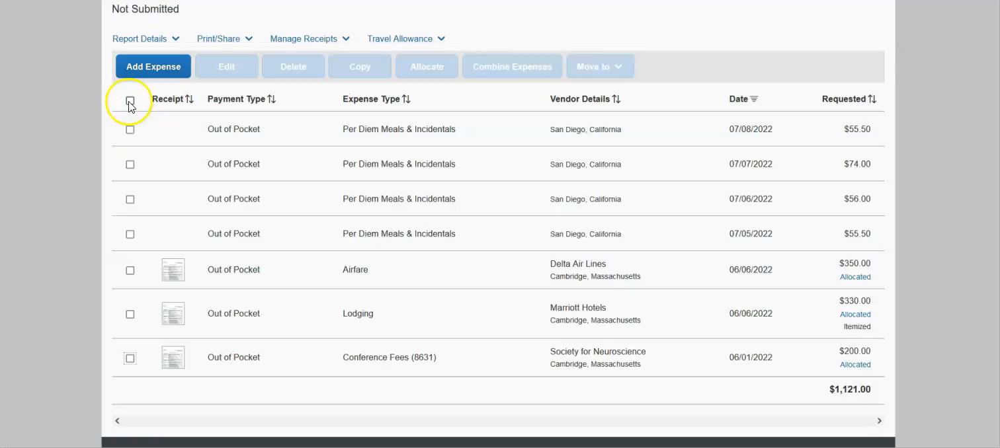 Not Submitted
Report Details Print/Share Manage Receipts Travel Allowance
Add Expense Edit Delete Copy Allocate Combine Expenses Move to
Receipt Payment Type Expense Type Vendor Details Date Requested
Out of Pocket Per Diem Meals & Incidentals San Diego, California 07/08/2022 $55.50
Out of Pocket Per Diem Meals & Incidentals San Diego, California 07/07/2022 $74.00
Out of Pocket Per Diem Meals & Incidentals San Diego, California 07/06/2022 $56.00
Out of Pocket Per Diem Meals & Incidentals San Diego, California 07/05/2022 $55.50
Out of Pocket Airfare Delta Air Lines 06/06/2022 $350.00
Cambridge, Massachusetts Allocated
Out of Pocket Lodging Marriott Hotels 06/06/2022 $330.00
Cambridge, Massachusetts Allocated
Itemized
Out of Pocket Conference Fees (8631) Society for Neuroscience 06/01/2022 $200.00
Cambridge, Massachusetts Allocated
$1,121.00